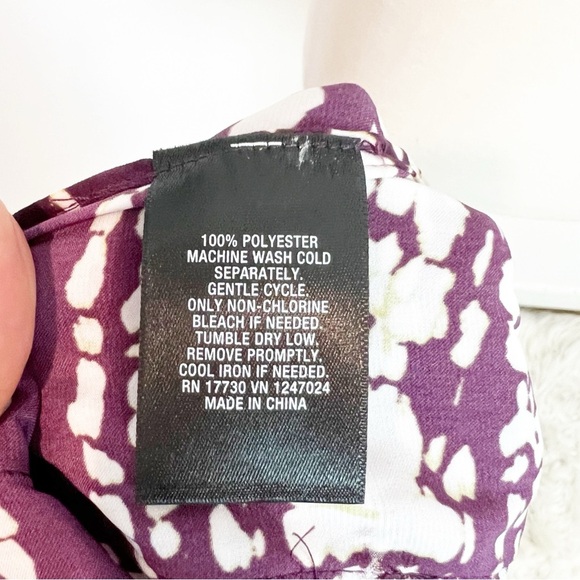 100% POLYESTER
MACHINE WASH COLD
SEPARATELY.
GENTLE CYCLE.
ONLY NON-CHLORINE
BLEACH IF NEEDED.
TUMBLE DRY LOW.
REMOVE PROMPTLY.
COOL IRON IF NEEDED.
RN 17730 VN 1247024
MADE IN CHINA